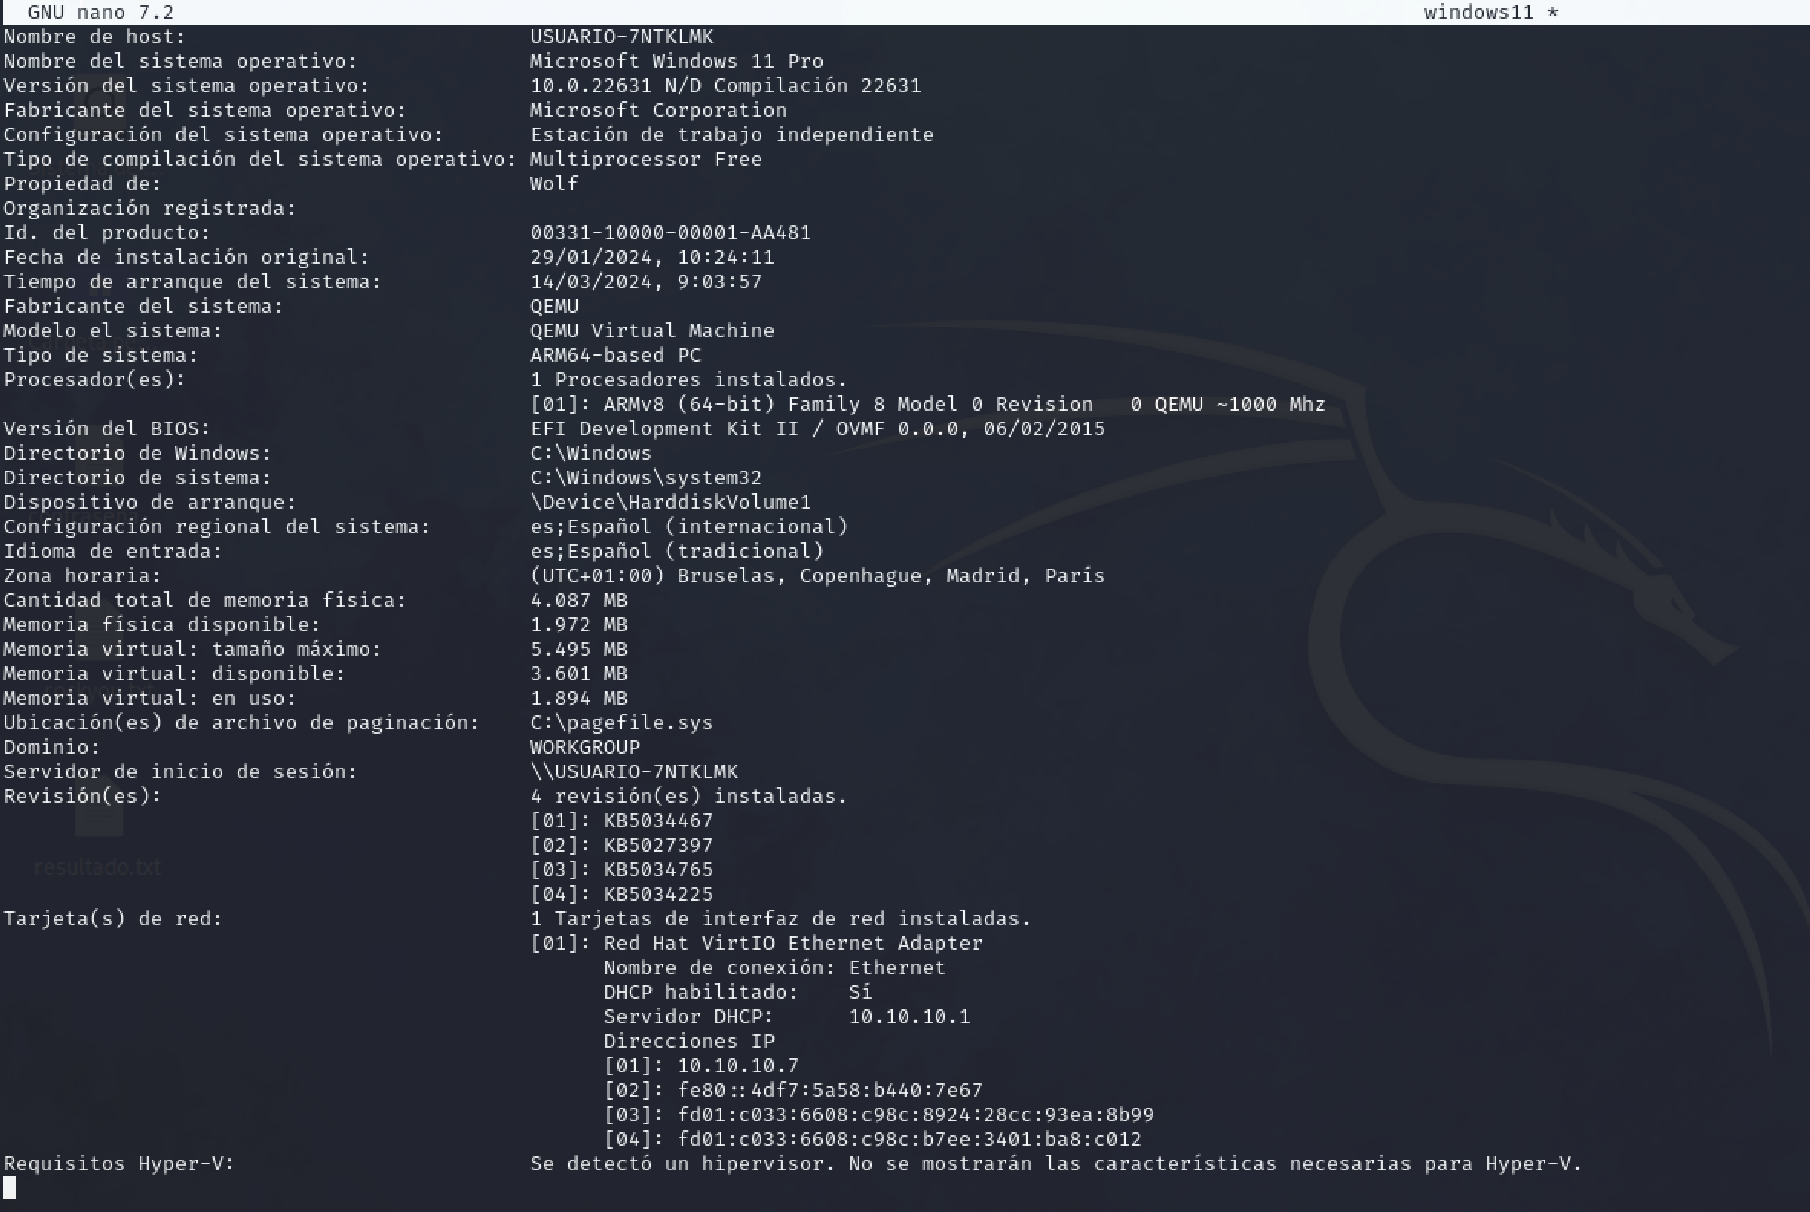 GNU nano 7.2 windows11 *
Nombre de host: USUARIO-7NTKLMK
Nombre del sistema operativo: Microsoft Windows 11 Pro
Versión del sistema operativo: 10.0.22631 N/D Compilación 22631
Fabricante del sistema operativo: Microsoft Corporation
Configuración del sistema operativo: Estación de trabajo independiente
Tipo de compilación del sistema operativo: Multiprocessor Free
Propiedad de: Wolf
Organización registrada:
Id. del producto: 00331-10000-00001-AA481
Fecha de instalación original: 29/01/2024, 10:24:11
Tiempo de arranque del sistema: 14/03/2024, 9:03:57
Fabricante del sistema: QEMU
Modelo el sistema: QEMU Virtual Machine
Tipo de sistema: ARM64-based PC
Procesador(es): 1 Procesadores instalados.
[01]: ARMv8 (64-bit) Family 8 Model 0 Revision 0 QEMU ~1000 Mhz
Versión del BIOS: EFI Development Kit II / OVMF 0.0.0, 06/02/2015
Directorio de Windows: C:\Windows
Directorio de sistema: C:\Windows\system32
Dispositivo de arranque: \Device\HarddiskVolume1
Configuración regional del sistema: es;Español (internacional)
Idioma de entrada: es;Español (tradicional)
Zona horaria: (UTC+01:00) Bruselas, Copenhague, Madrid, París
Cantidad total de memoria física: 4.087 MB
Memoria física disponible: 1.972 MB
Memoria virtual: tamaño máximo: 5.495 MB
Memoria virtual: disponible: 3.601 MB
Memoria virtual: en uso: 1.894 MB
Ubicación(es) de archivo de paginación: C:\pagefile.sys
Dominio: WORKGROUP
Servidor de inicio de sesión: \\USUARIO-7NTKLMK
Revisión(es): 4 revisión(es) instaladas.
[01]: KB5034467
[02]: KB5027397
[03]: KB5034765
resultado.txt
[04]: KB5034225
Tarjeta(s) de red: 1 Tarjetas de interfaz de red instaladas.
[01]: Red Hat VirtIO Ethernet Adapter
Nombre de conexión: Ethernet
DHCP habilitado: Sí
Servidor DHCP: 10.10.10.1
Direcciones IP
[01]: 10.10.10.7
[02]: fe80::4df7:5a58:b440:7e67
[03]: fd01:c033:6608:c98c:8924:28cc:93ea:8b99
[04]: fd01:c033:6608:c98c:b7ee:3401:ba8:c012
Requisitos Hyper-V: Se detectó un hipervisor. No se mostrarán las características necesarias para Hyper-V.